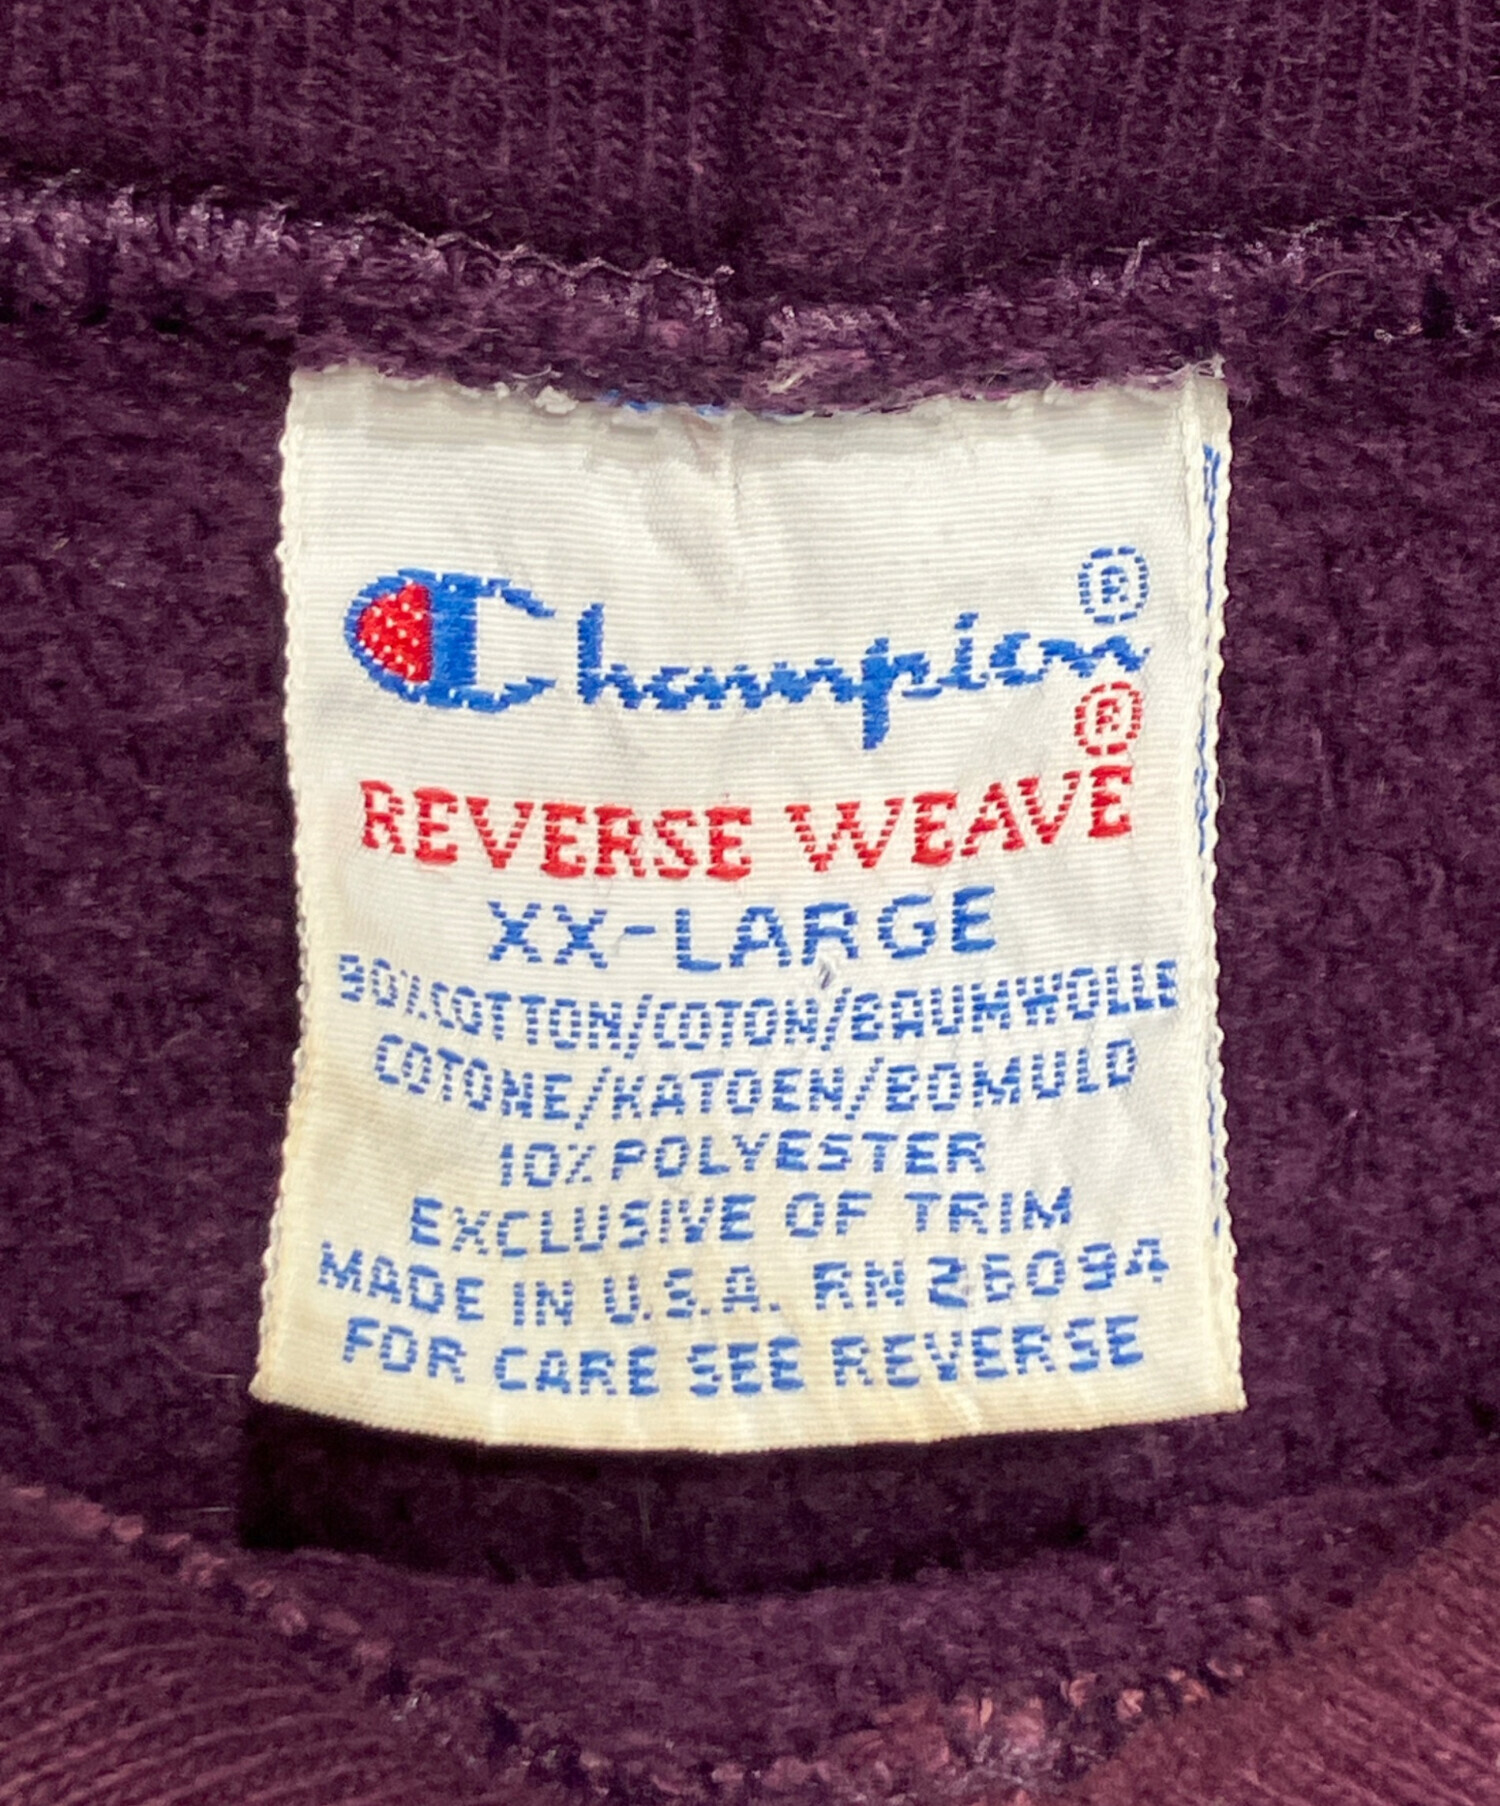 Champion®
REVERSE WEAVE®
XX-LARGE
90% COTTON/COTON/BAUMWOLLE
COTONE/KATOEN/BOMULD
10% POLYESTER
EXCLUSIVE OF TRIM
MADE IN U.S.A. RN 26094
FOR CARE SEE REVERSE